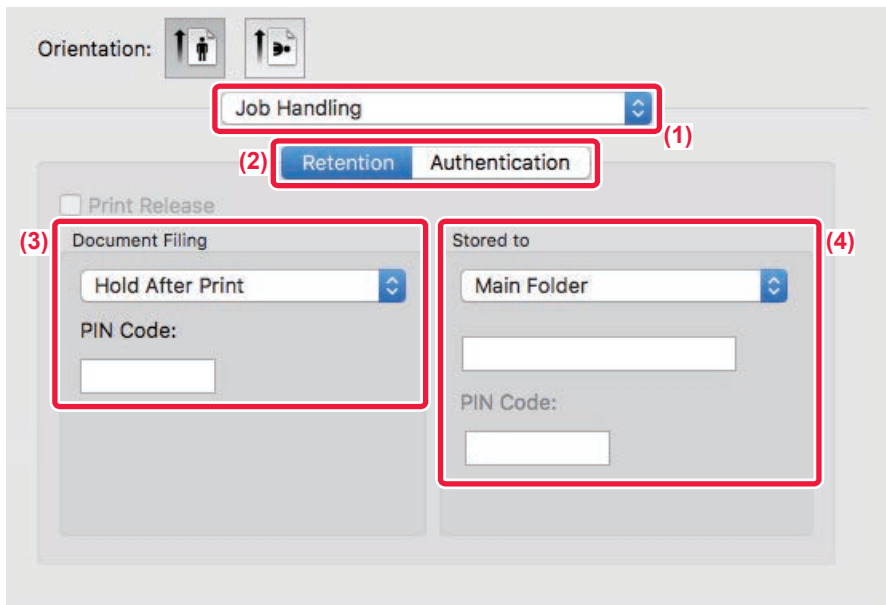 Orientation:
Job Handling
(1)
(2)
Retention Authentication
Print Release
(3)
Document Filing
Hold After Print
PIN Code:
Stored to
(4)
Main Folder
PIN Code: